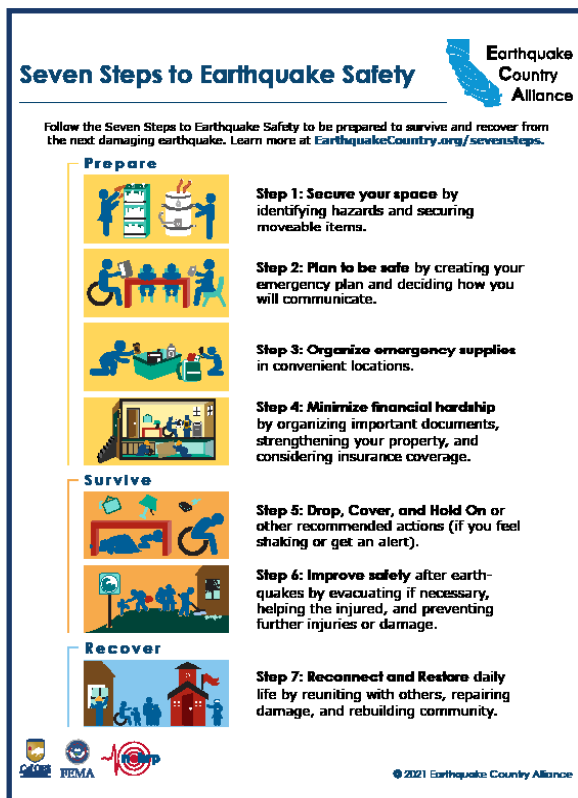 Seven Steps to Earthquake Safety
Earthquake
Country
Alliance
Follow the Seven Steps to Earthquake Safety to be prepared to survive and recover from
the next damaging earthquake. Learn more at EarthquakeCountry.org/sevensteps.
Prepare
Step 1: Secure your space by
identifying hazards and securing
moveable items.
Step 2: Plan to be safe by creating your
emergency plan and deciding how you
will communicate.
Step 3: Organize emergency supplies
in convenient locations.
Step 4: Minimize financial hardship
by organizing important documents,
strengthening your property, and
considering insurance coverage.
Survive
Step 5: Drop, Cover, and Hold On or
other recommended actions (if you feel
shaking or get an alert).
Step 6: Improve safety after earth-
quakes by evacuating if necessary,
helping the injured, and preventing
further injuries or damage.
Recover
Step 7: Reconnect and Restore daily
life by reuniting with others, repairing
damage, and rebuilding community.
Cal OES
FEMA
nehrp
© 2021 Earthquake Country Alliance